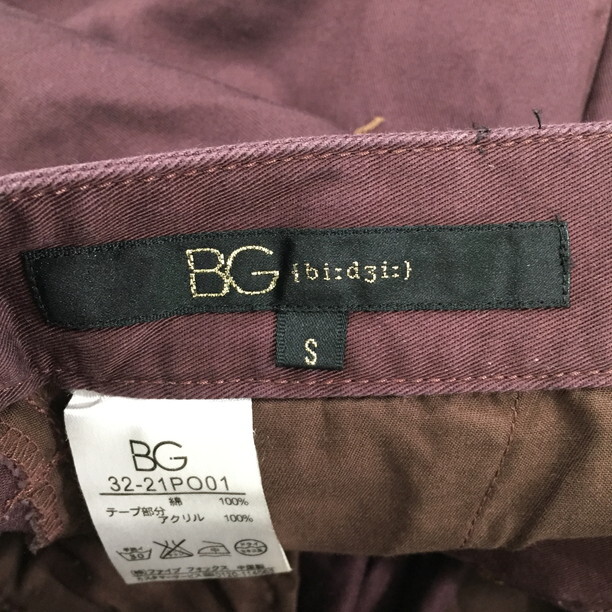 BG {bi:dʒi:}
S
BG
32-21PO01
綿 100%
テープ部分
アクリル 100%